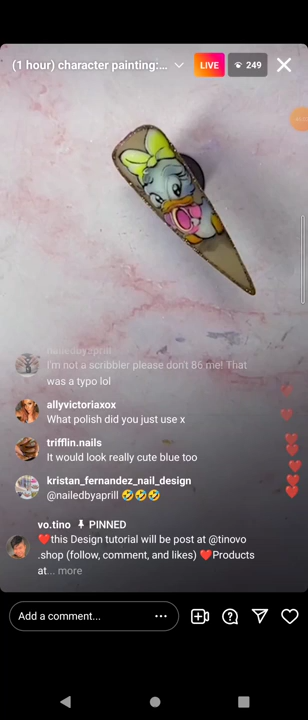 (1 hour) character painting:...
LIVE
249
nailedbyaprill
I'm not a scribbler please don't 86 me! That
was a typo lol
allyvictoriaxox
What polish did you just use x
trifflin.nails
It would look really cute blue too
kristan_fernandez_nail_design
@nailedbyaprill 🤣🤣🤣
vo.tino PINNED
❤️this Design tutorial will be post at @tinovo
.shop (follow, comment, and likes) ❤️Products
at... more
Add a comment...